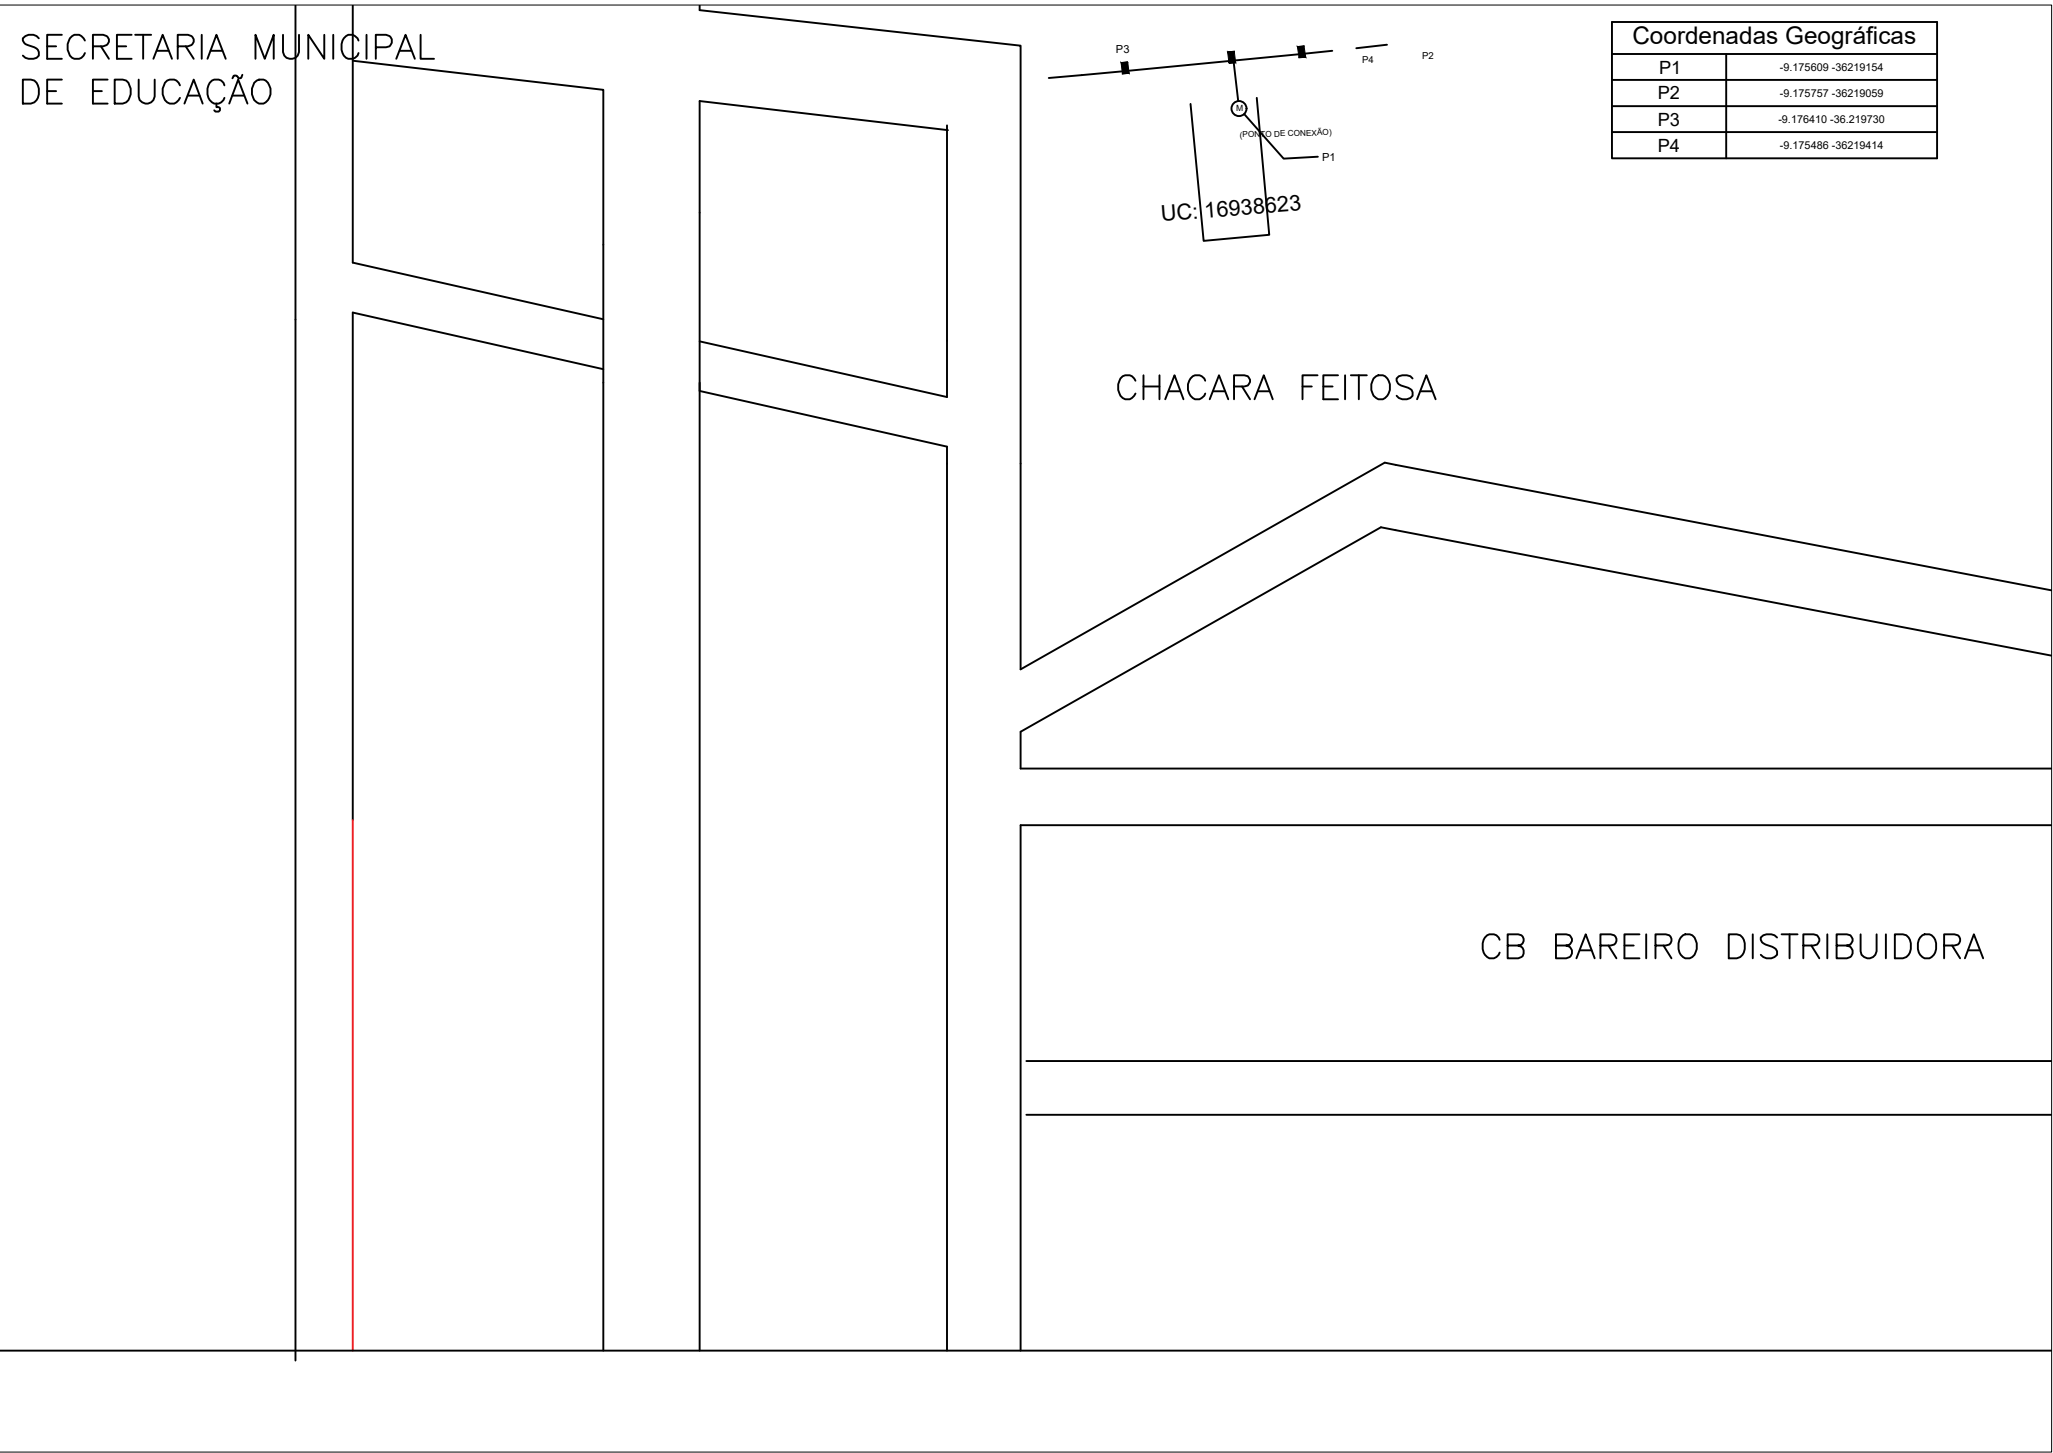 SECRETARIA MUNICIPAL
DE EDUCAÇÃO
P3
P4
P2
M
(PONTO DE CONEXÃO)
P1
UC: 16938623
Coordenadas Geográficas
P1 -9.175609 -36219154
P2 -9.175757 -36219059
P3 -9.176410 -36.219730
P4 -9.175486 -36219414
CHACARA FEITOSA
CB BAREIRO DISTRIBUIDORA